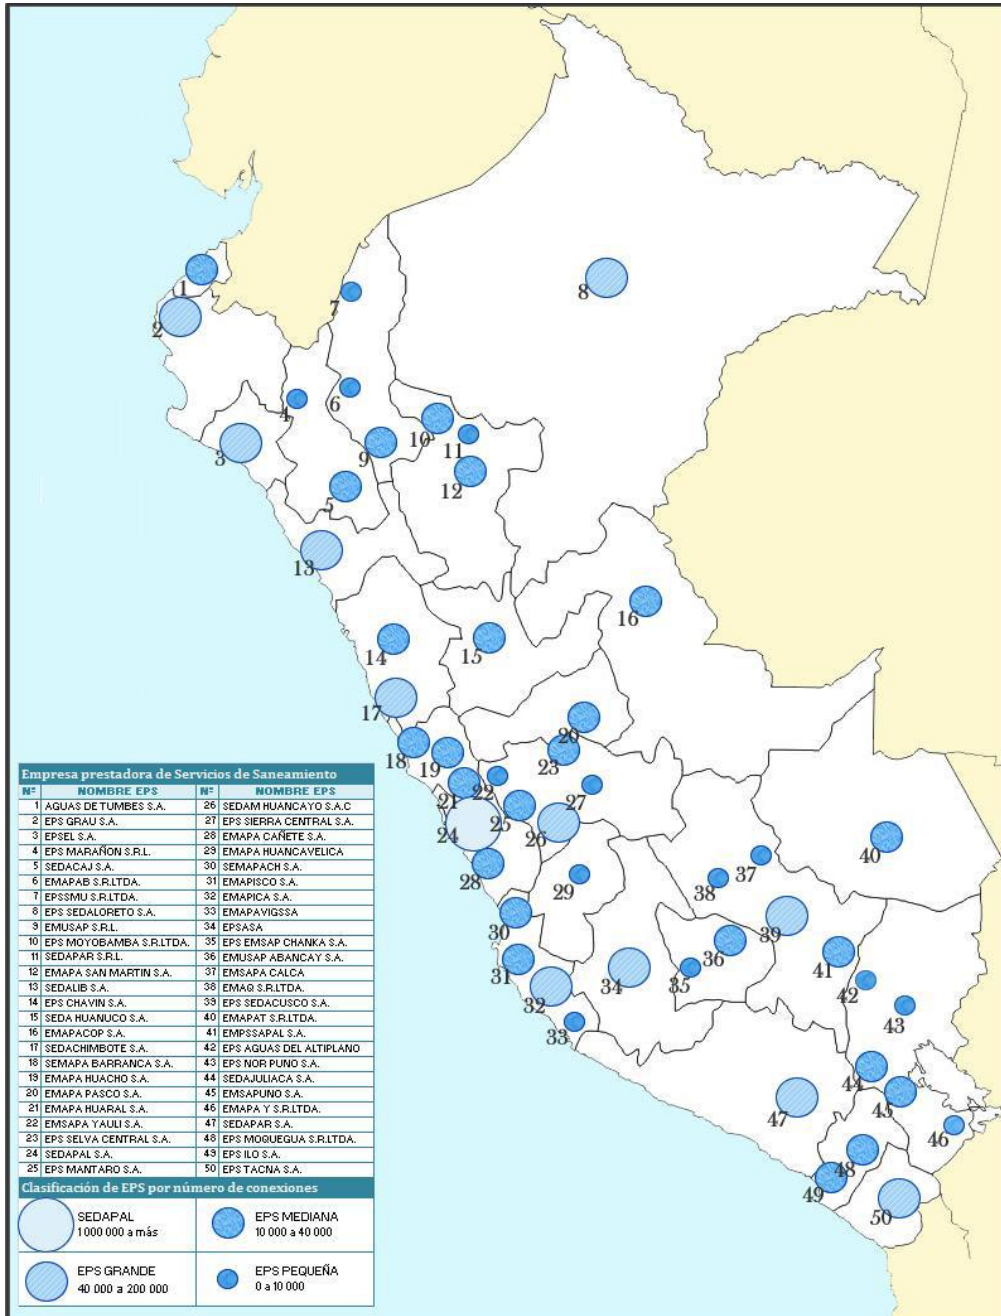 1
2
3
4
5
6
7
8
9
10
11
12
13
14
15
16
17
18
19
20
21
22
23
24
25
26
27
28
29
30
31
32
33
34
35
36
37
38
39
40
41
42
43
44
45
46
47
48
49
50
Empresa prestadora de Servicios de Saneamiento
Nº NOMBRE EPS Nº NOMBRE EPS
1 AGUAS DE TUMBES S.A. 26 SEDAM HUANCAYO S.A.C
2 EPS GRAU S.A. 27 EPS SIERRA CENTRAL S.A.
3 EPSEL S.A. 28 EMAPA CAÑETE S.A.
4 EPS MARAÑON S.R.L. 29 EMAPA HUANCAVELICA
5 SEDACAJ S.A. 30 SEMAPACH S.A.
6 EMAPAB S.R.LTDA. 31 EMAPISCO S.A.
7 EPSSMU S.R.LTDA. 32 EMAPICA S.A.
8 EPS SEDALORETO S.A. 33 EMAPAVIGSSA
9 EMUSAP S.R.L. 34 EPSASA
10 EPS MOYOBAMBA S.R.LTDA. 35 EPS EMSAP CHANKA S.A.
11 SEDAPAR S.R.L. 36 EMUSAP ABANCAY S.A.
12 EMAPA SAN MARTIN S.A. 37 EMSAPA CALCA
13 SEDALIB S.A. 38 EMAQ S.R.LTDA.
14 EPS CHAVIN S.A. 39 EPS SEDACUSCO S.A.
15 SEDA HUANUCO S.A. 40 EMAPAT S.R.LTDA.
16 EMAPACOP S.A. 41 EMPSSAPAL S.A.
17 SEDACHIMBOTE S.A. 42 EPS AGUAS DEL ALTIPLANO
18 SEMAPA BARRANCA S.A. 43 EPS NOR PUNO S.A.
19 EMAPA HUACHO S.A. 44 SEDAJULIACA S.A.
20 EMAPA PASCO S.A. 45 EMSAPUNO S.A.
21 EMAPA HUARAL S.A. 46 EMAPA Y S.R.LTDA.
22 EMSAPA YAULI S.A. 47 SEDAPAR S.A.
23 EPS SELVA CENTRAL S.A. 48 EPS MOQUEGUA S.R.LTDA.
24 SEDAPAL S.A. 49 EPS ILO S.A.
25 EPS MANTARO S.A. 50 EPS TACNA S.A.
Clasificación de EPS por número de conexiones
SEDAPAL
1 000 000 a más
EPS MEDIANA
10 000 a 40 000
EPS GRANDE
40 000 a 200 000
EPS PEQUEÑA
0 a 10 000